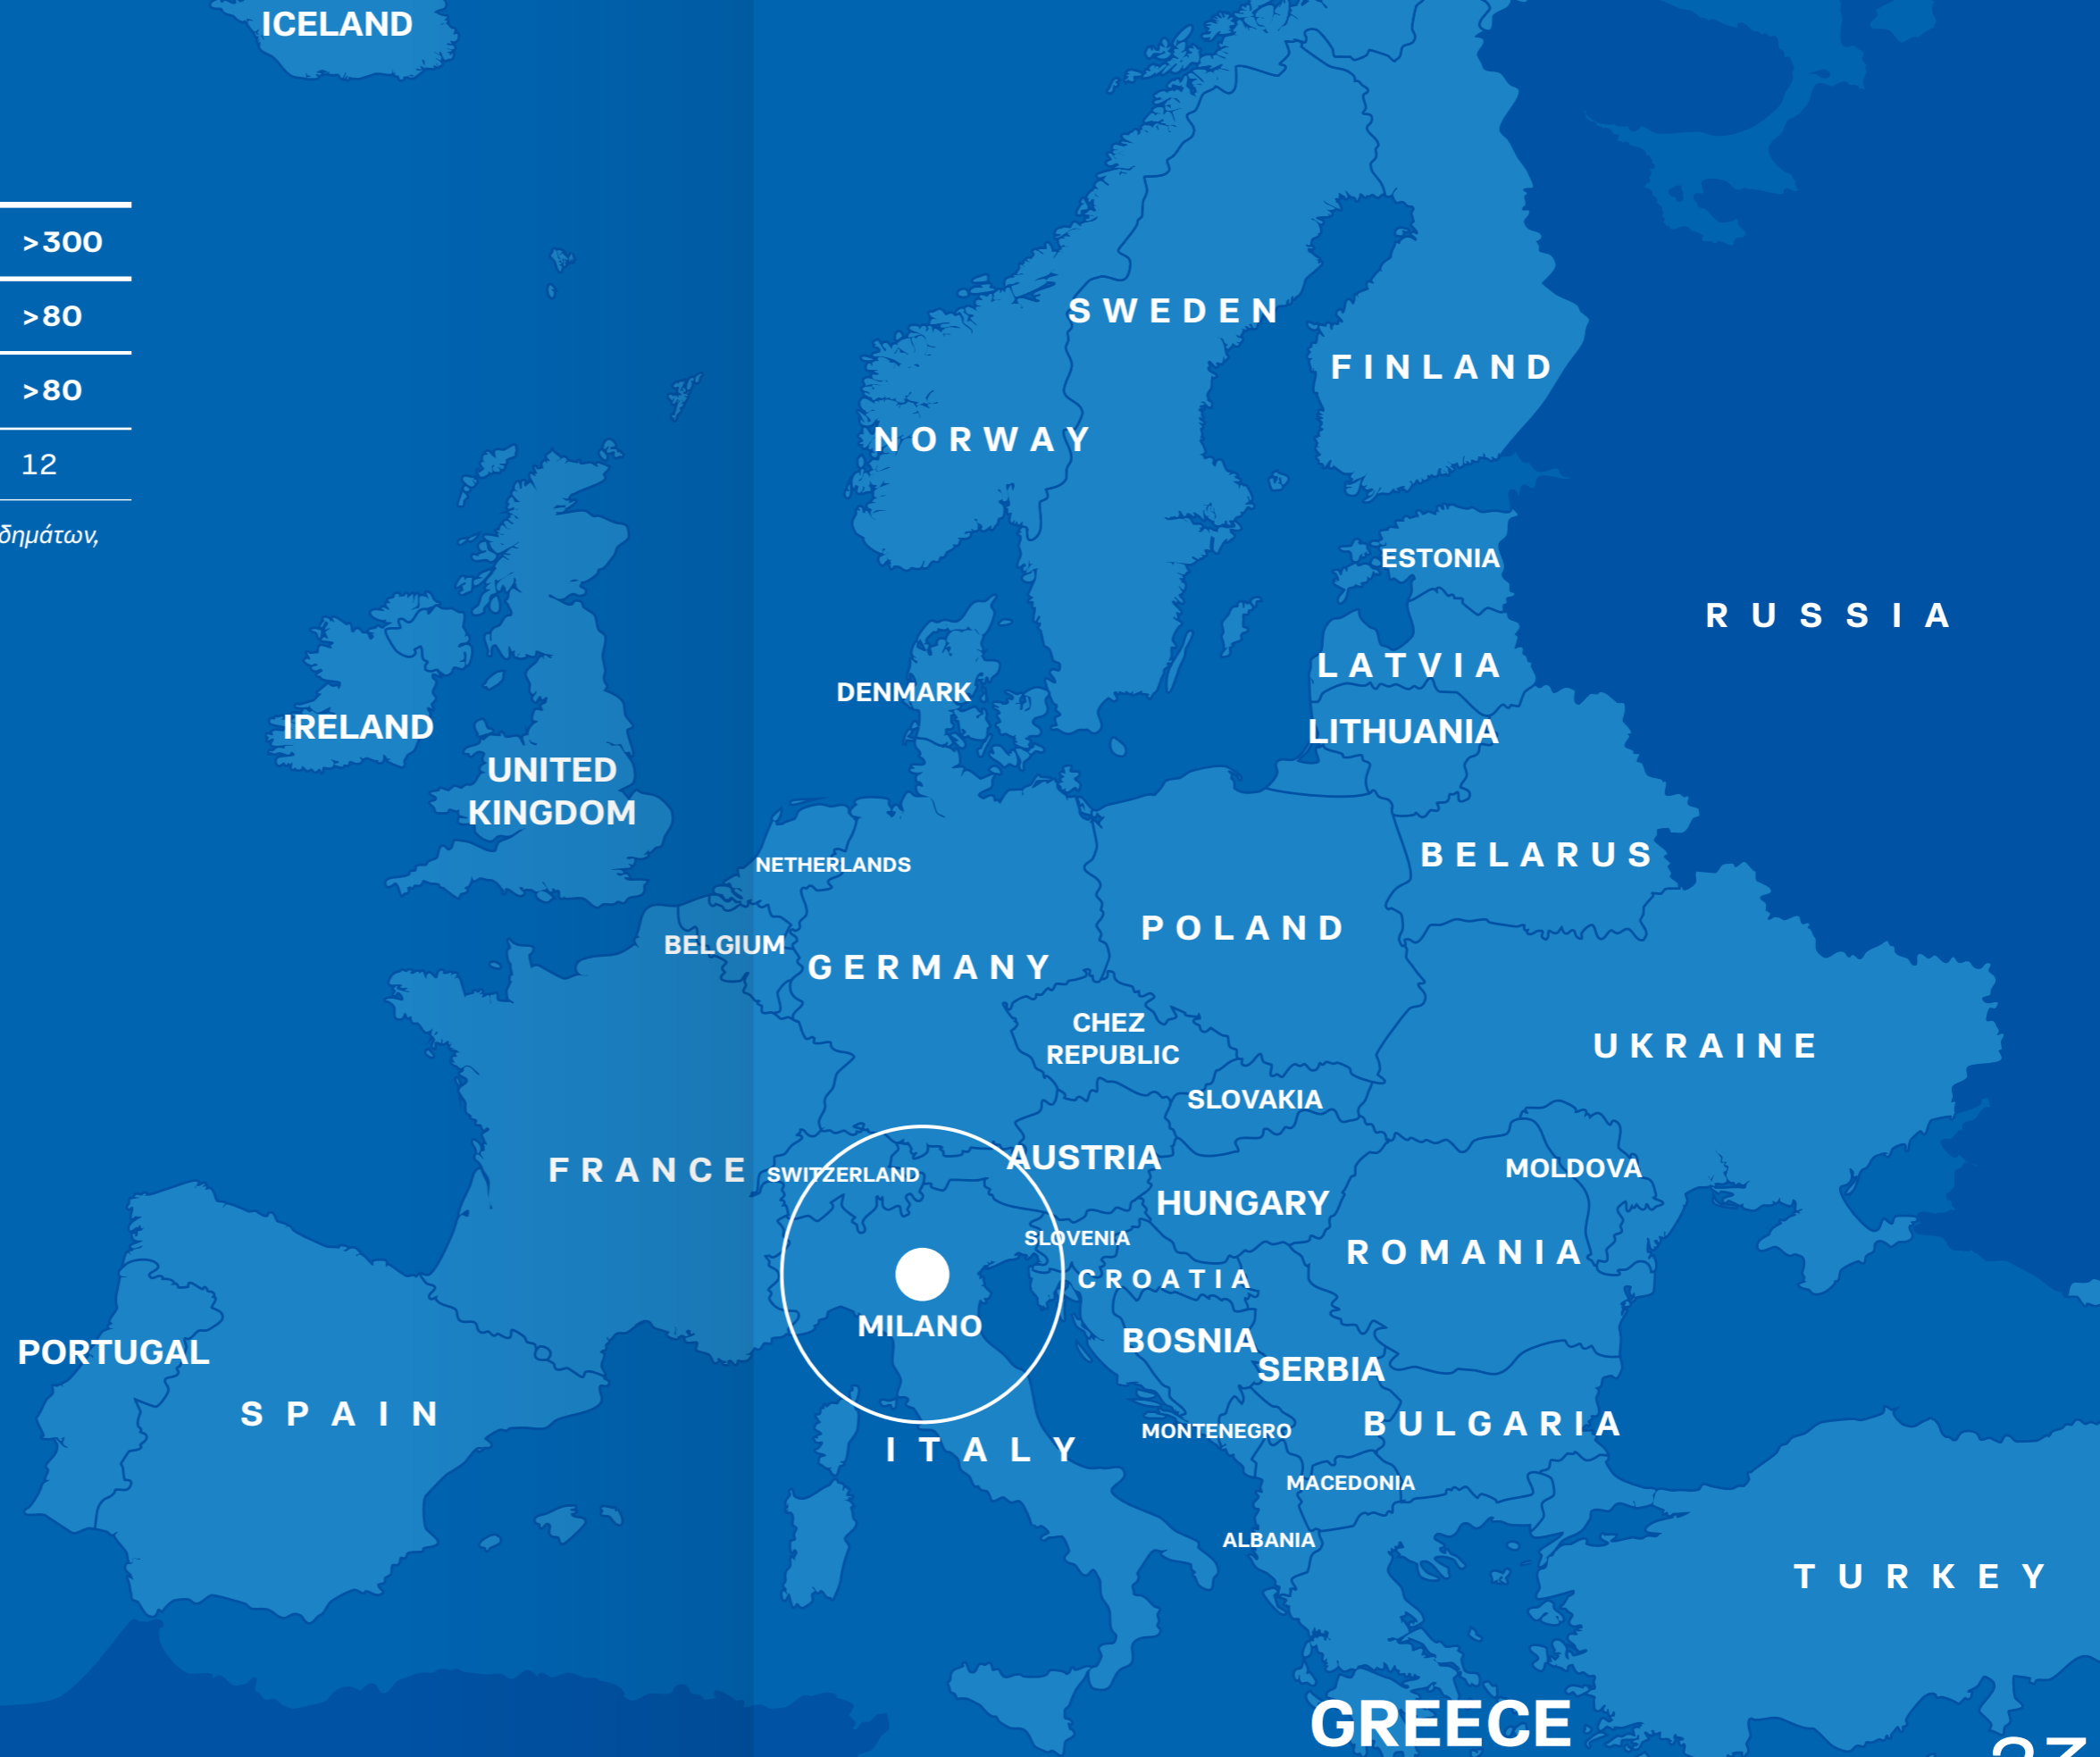 ICELAND
>300
>80
>80
12
δημάτων,
SWEDEN
FINLAND
NORWAY
ESTONIA
RUSSIA
LATVIA
DENMARK
IRELAND
LITHUANIA
UNITED
KINGDOM
NETHERLANDS
BELARUS
POLAND
BELGIUM
GERMANY
CHEZ
REPUBLIC
UKRAINE
SLOVAKIA
AUSTRIA
MOLDOVA
FRANCE
SWITZERLAND
HUNGARY
SLOVENIA
ROMANIA
CROATIA
MILANO
BOSNIA
PORTUGAL
SERBIA
SPAIN
BULGARIA
MONTENEGRO
ITALY
MACEDONIA
ALBANIA
TURKEY
GREECE